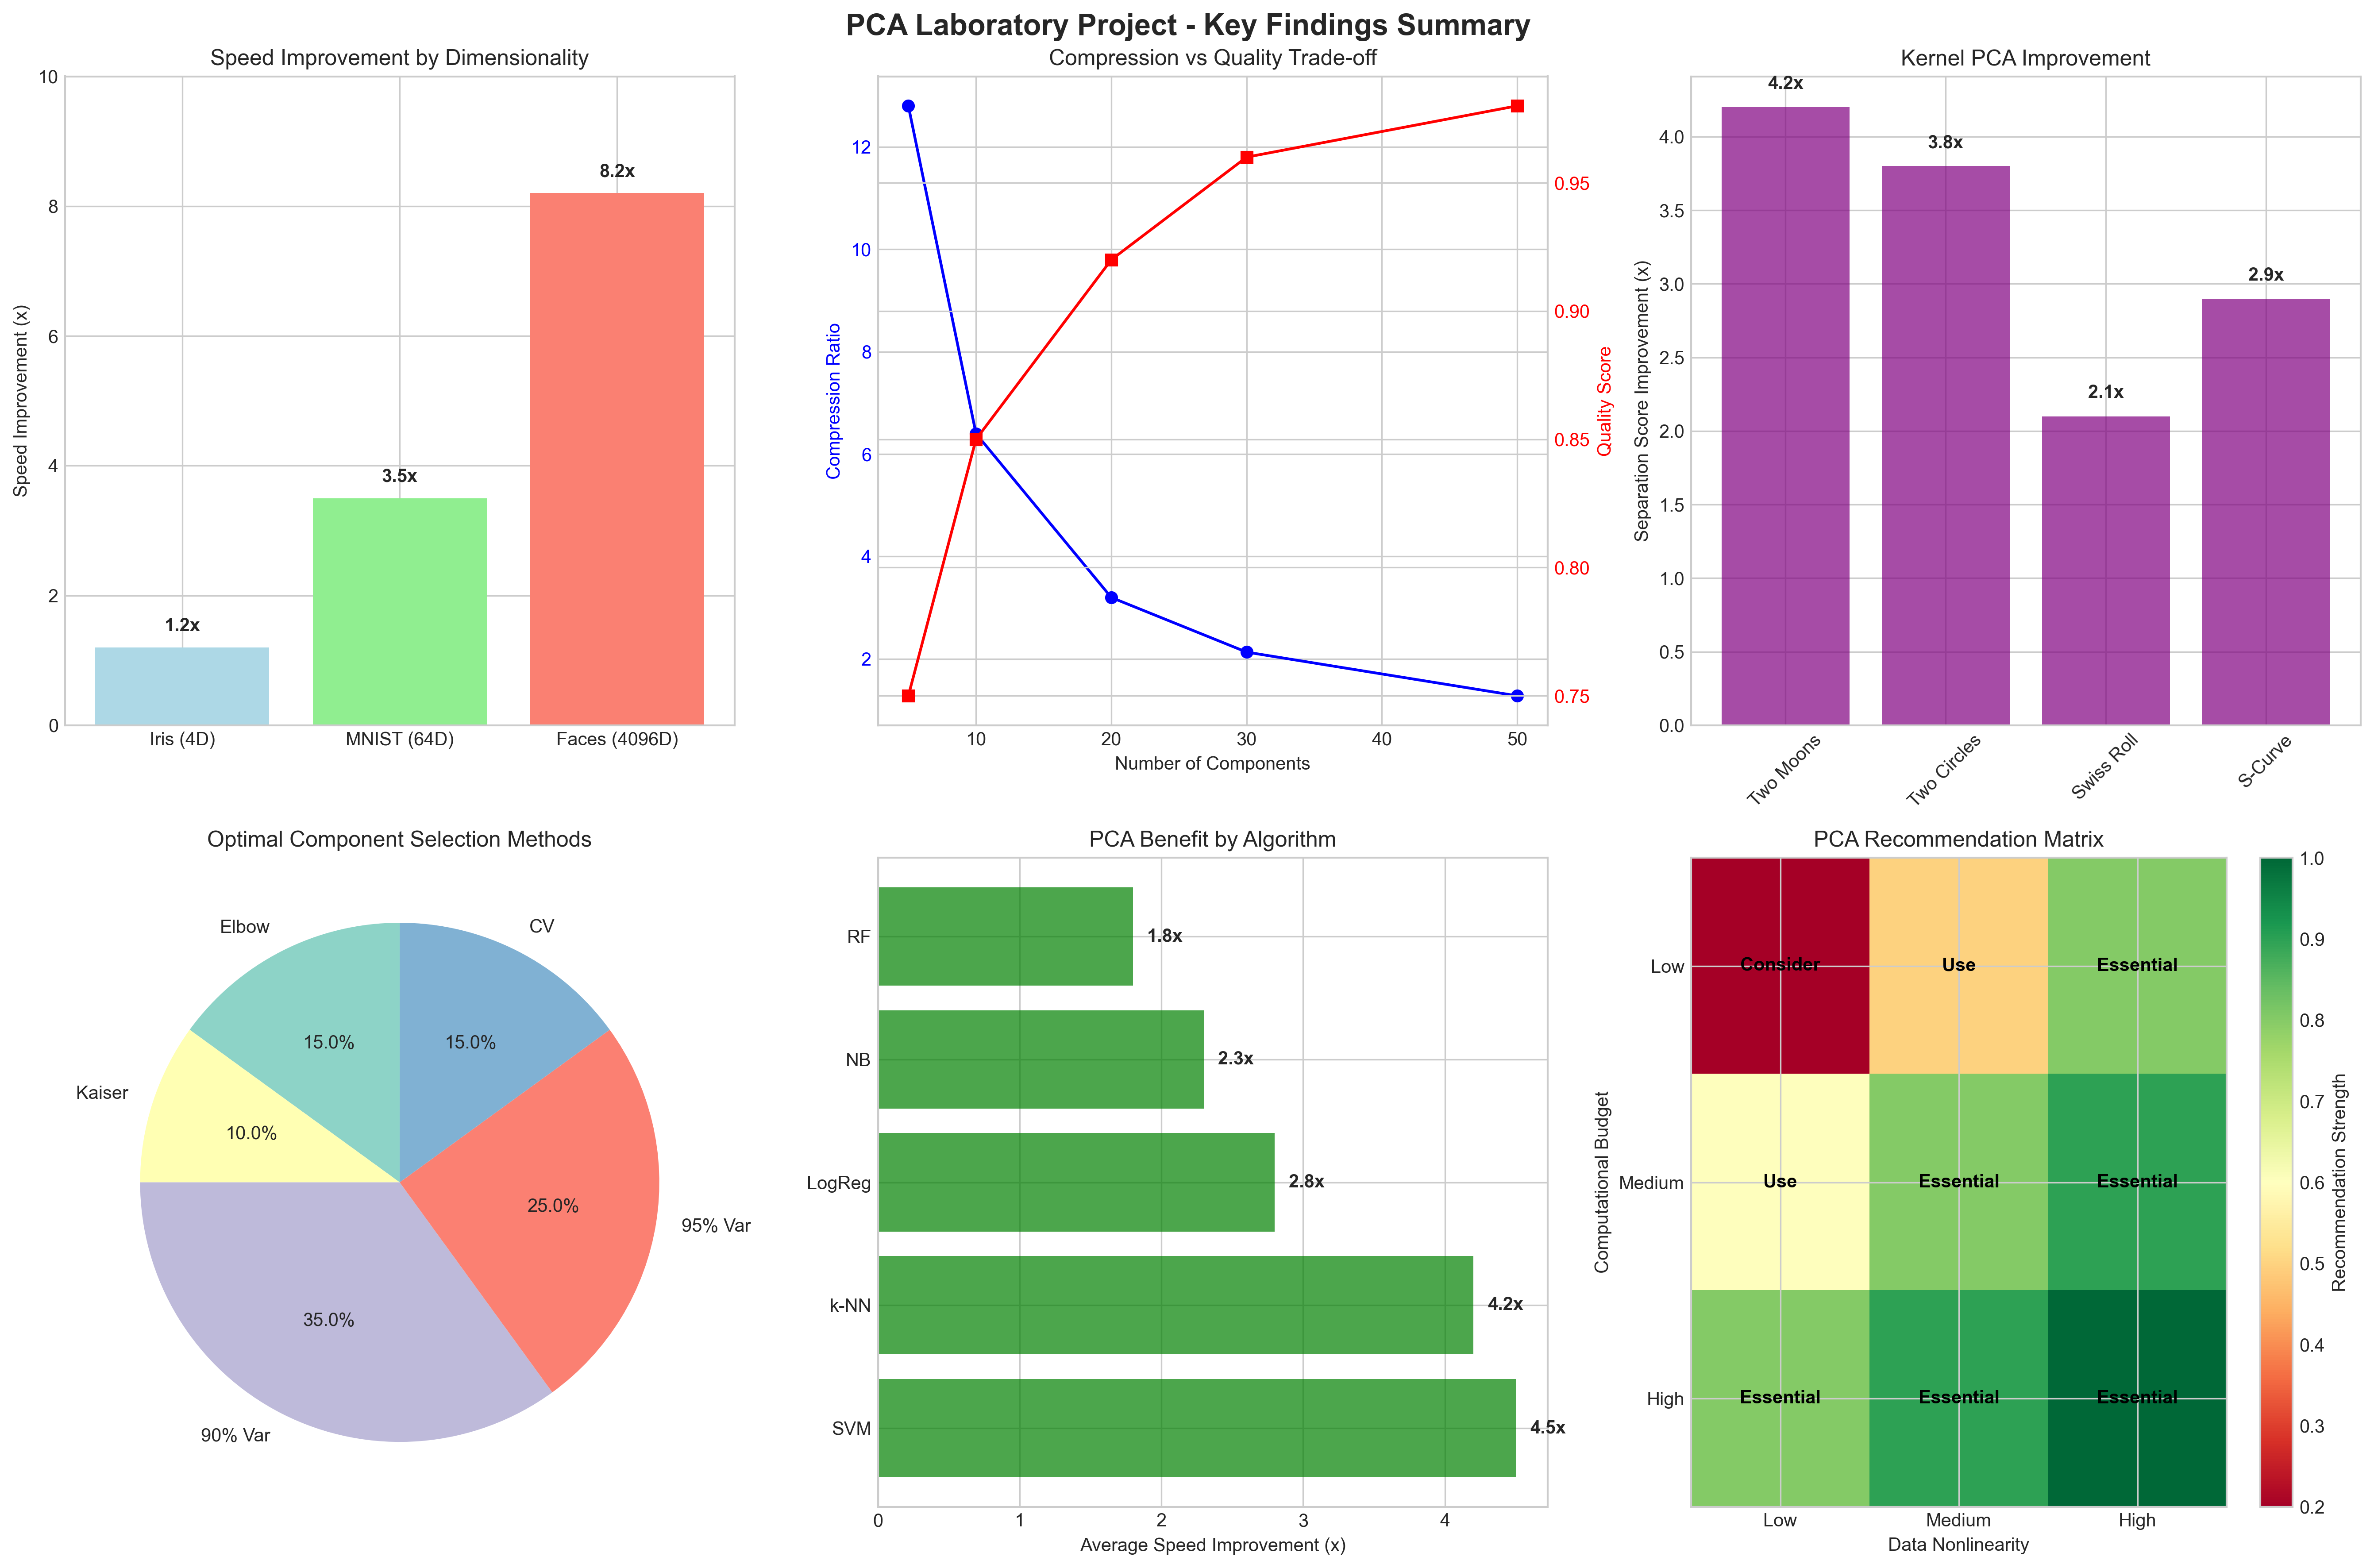 PCA Laboratory Project - Key Findings Summary
Speed Improvement by Dimensionality
Speed Improvement (x)
10
8
6
4
2
0
1.2x
3.5x
8.2x
Iris (4D)
MNIST (64D)
Faces (4096D)
Compression vs Quality Trade-off
Compression Ratio
12
10
8
6
4
2
0.95
0.90
0.85
0.80
0.75
Quality Score
10
20
30
40
50
Number of Components
Kernel PCA Improvement
Separation Score Improvement (x)
4.0
3.5
3.0
2.5
2.0
1.5
1.0
0.5
0.0
4.2x
3.8x
2.1x
2.9x
Two Moons
Two Circles
Swiss Roll
S-Curve
Optimal Component Selection Methods
Elbow
15.0%
CV
15.0%
Kaiser
10.0%
25.0%
95% Var
35.0%
90% Var
PCA Benefit by Algorithm
RF
1.8x
NB
2.3x
LogReg
2.8x
k-NN
4.2x
SVM
4.5x
0
1
2
3
4
Average Speed Improvement (x)
PCA Recommendation Matrix
Computational Budget
Low
Consider
Use
Essential
Medium
Use
Essential
Essential
High
Essential
Essential
Essential
Low
Medium
High
Data Nonlinearity
1.0
0.9
0.8
0.7
0.6
0.5
0.4
0.3
0.2
Recommendation Strength